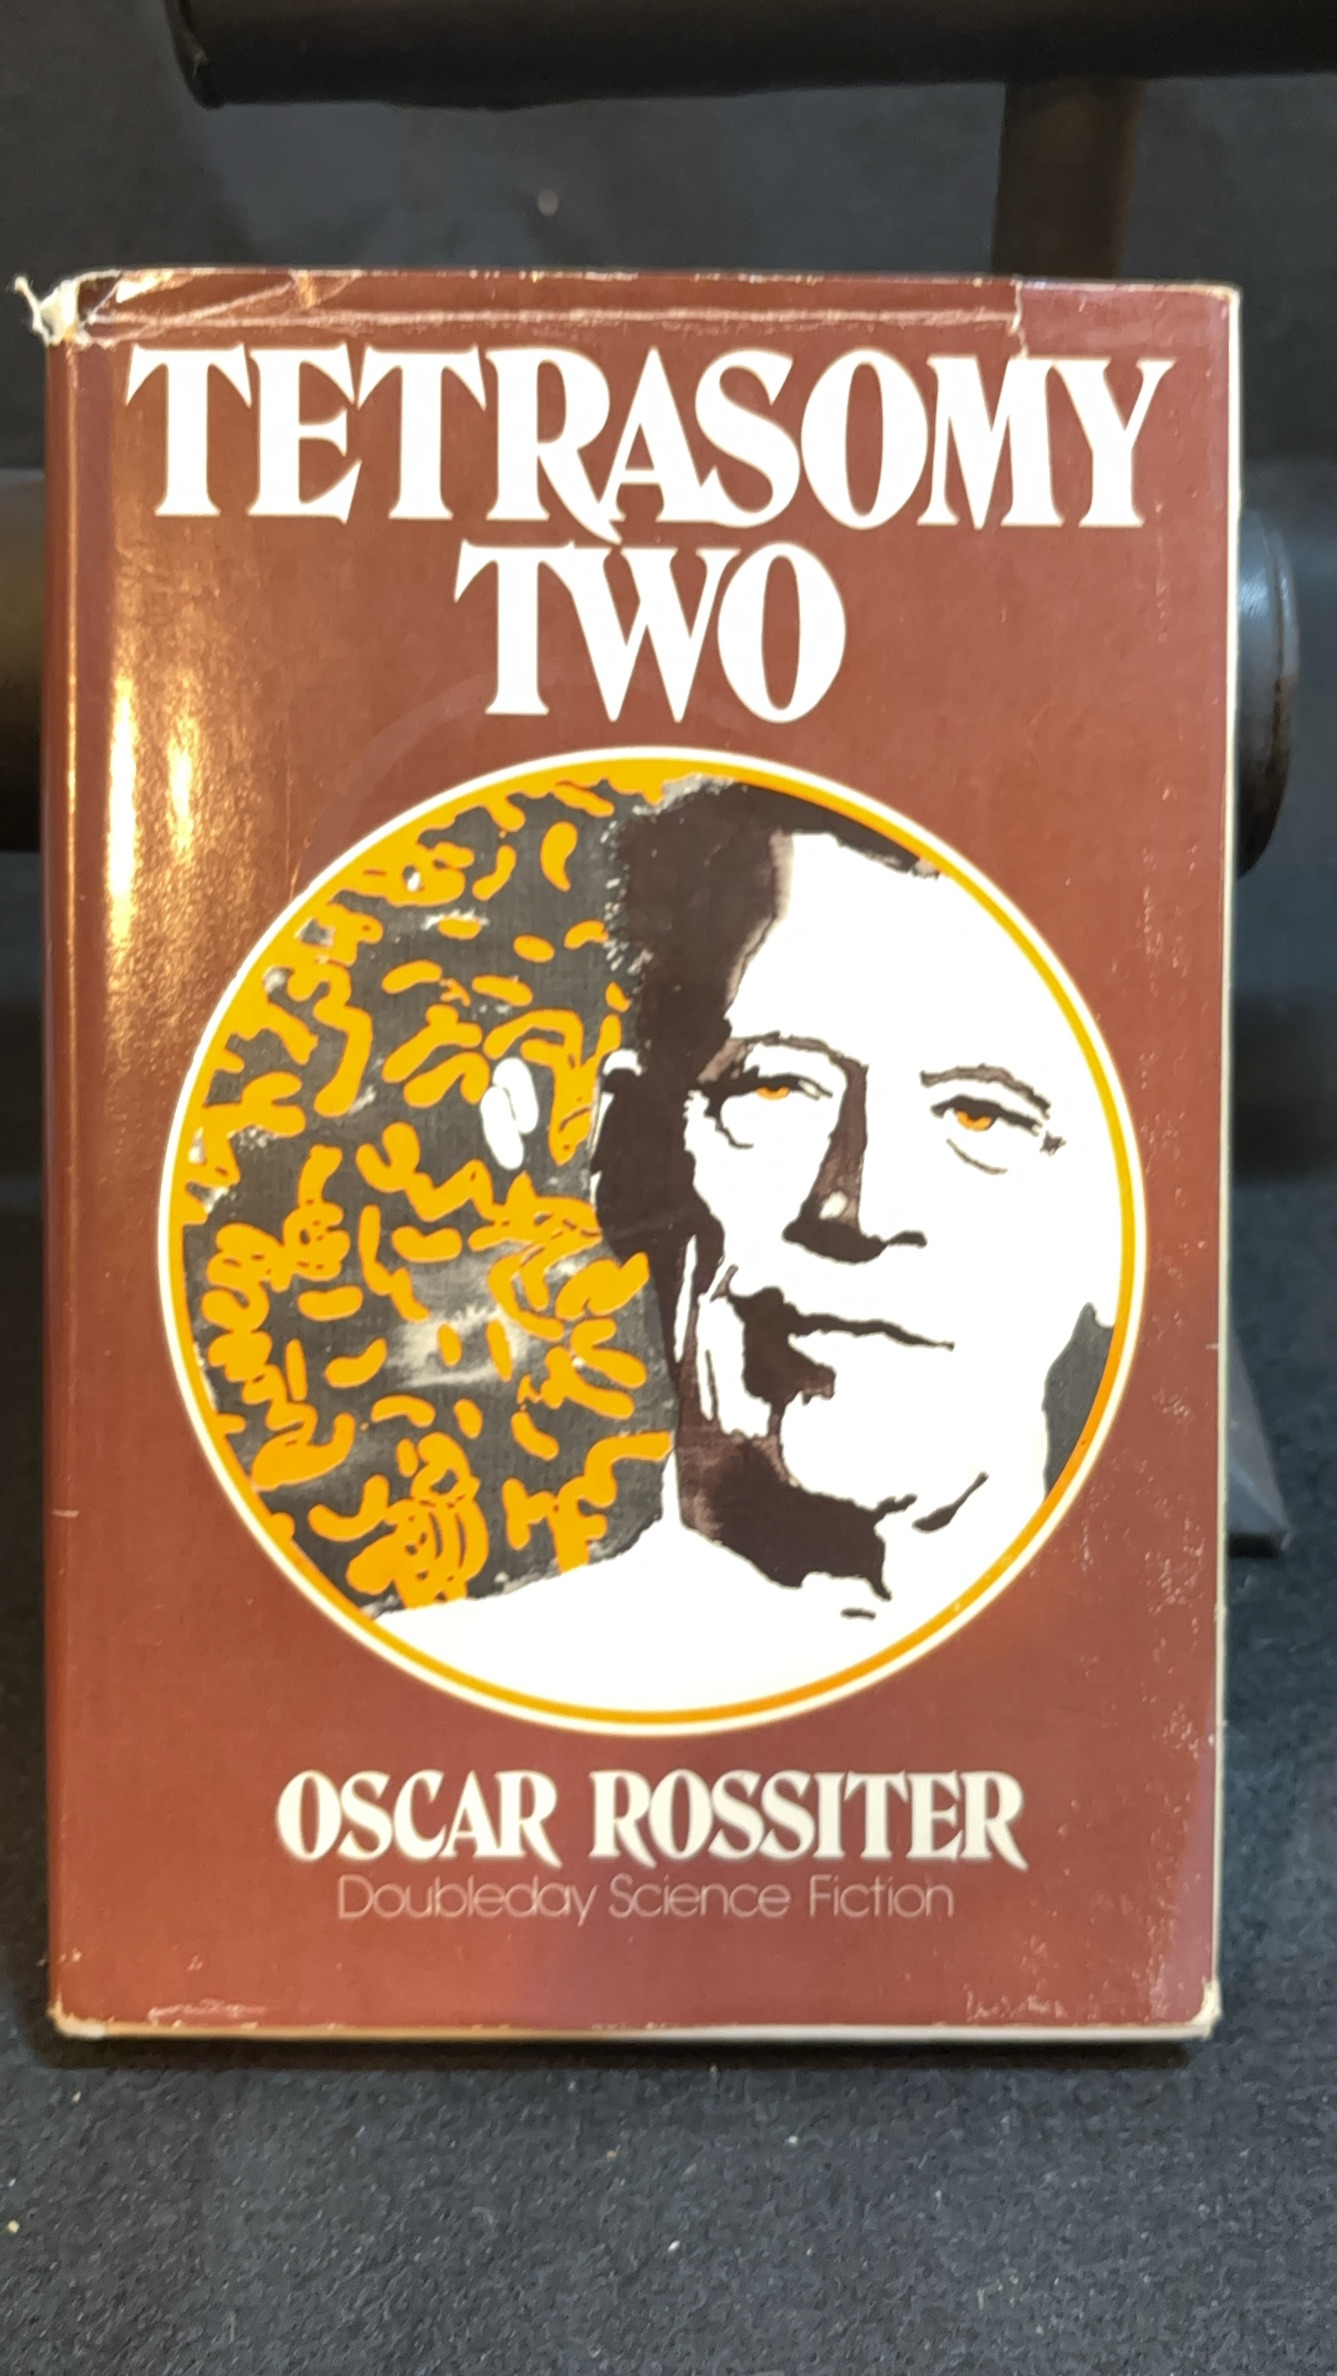 TETRASOMY
TWO
OSCAR ROSSITER
Doubleday Science Fiction